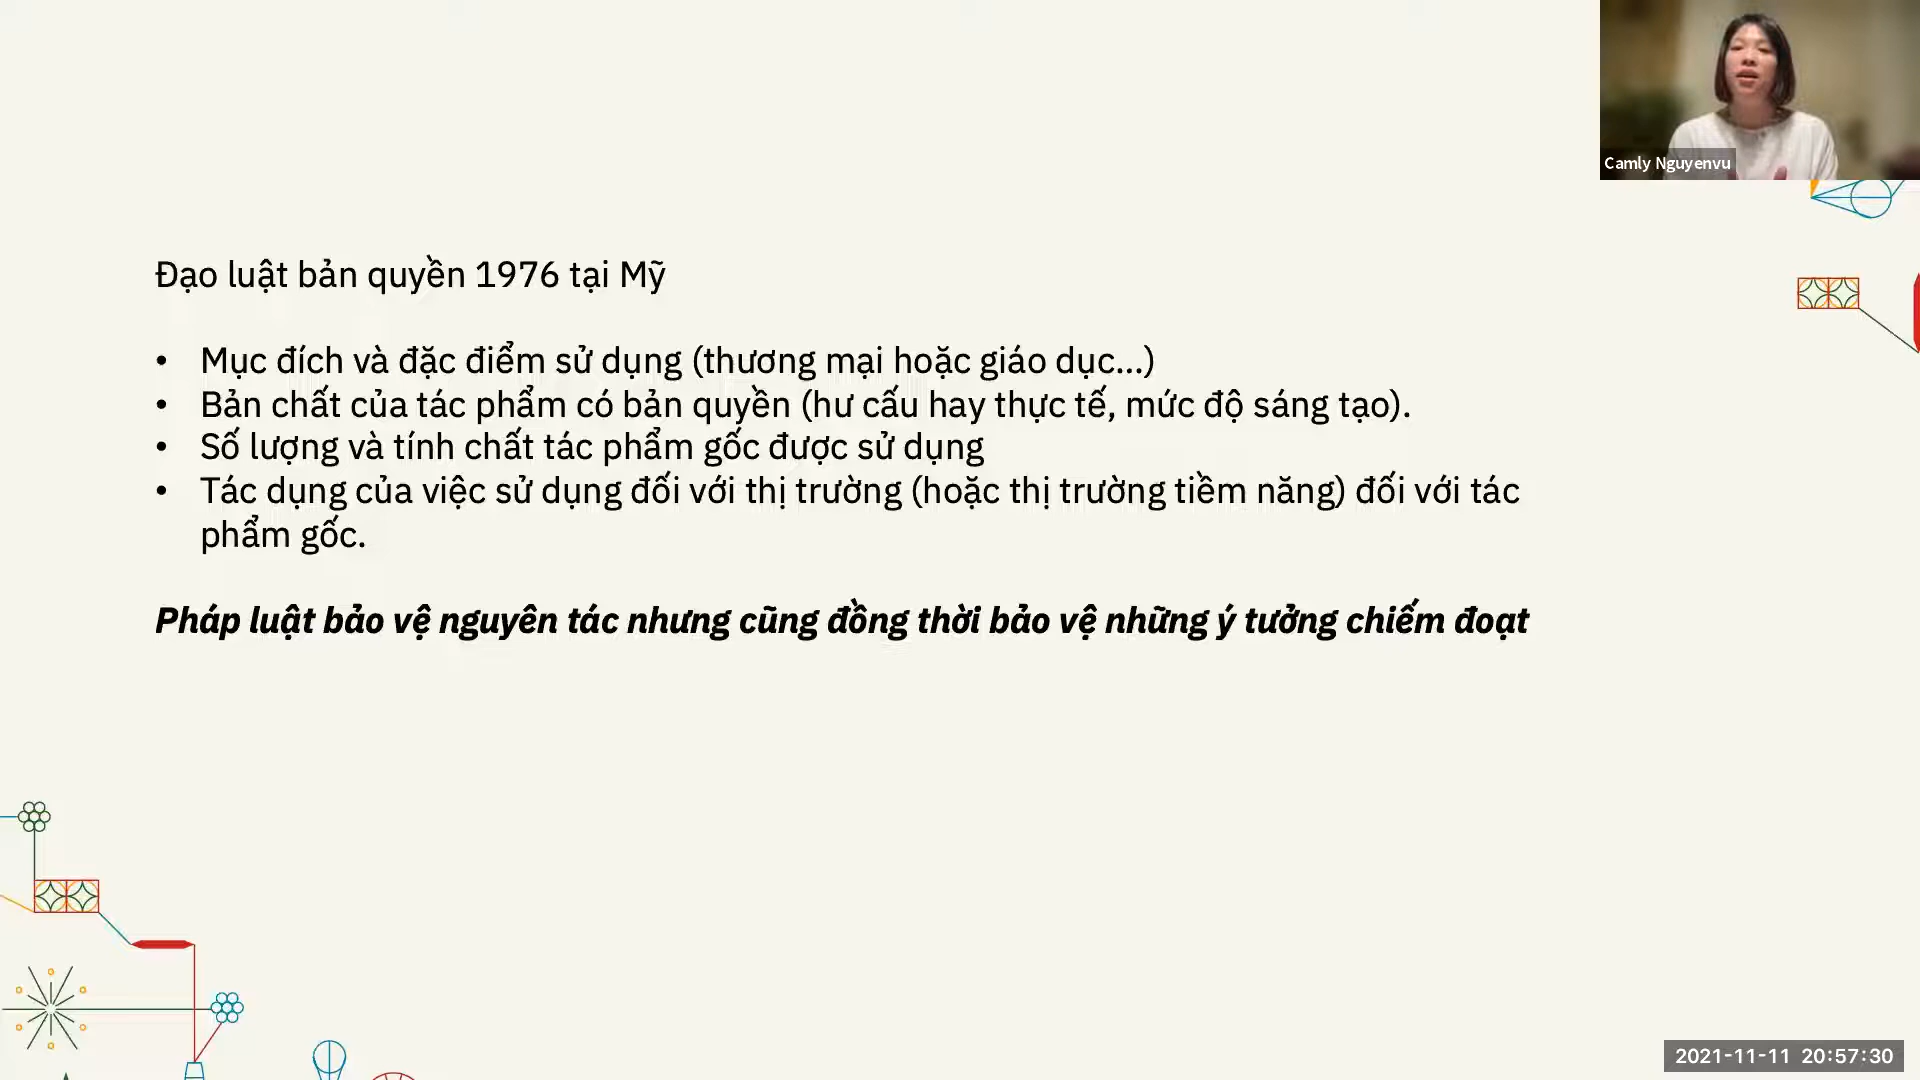 Camly Nguyenvu
Đạo luật bản quyền 1976 tại Mỹ
• Mục đích và đặc điểm sử dụng (thương mại hoặc giáo dục...)
• Bản chất của tác phẩm có bản quyền (hư cấu hay thực tế, mức độ sáng tạo).
• Số lượng và tính chất tác phẩm gốc được sử dụng
• Tác dụng của việc sử dụng đối với thị trường (hoặc thị trường tiềm năng) đối với tác
phẩm gốc.
Pháp luật bảo vệ nguyên tác nhưng cũng đồng thời bảo vệ những ý tưởng chiếm đoạt
2021-11-11 20:57:30